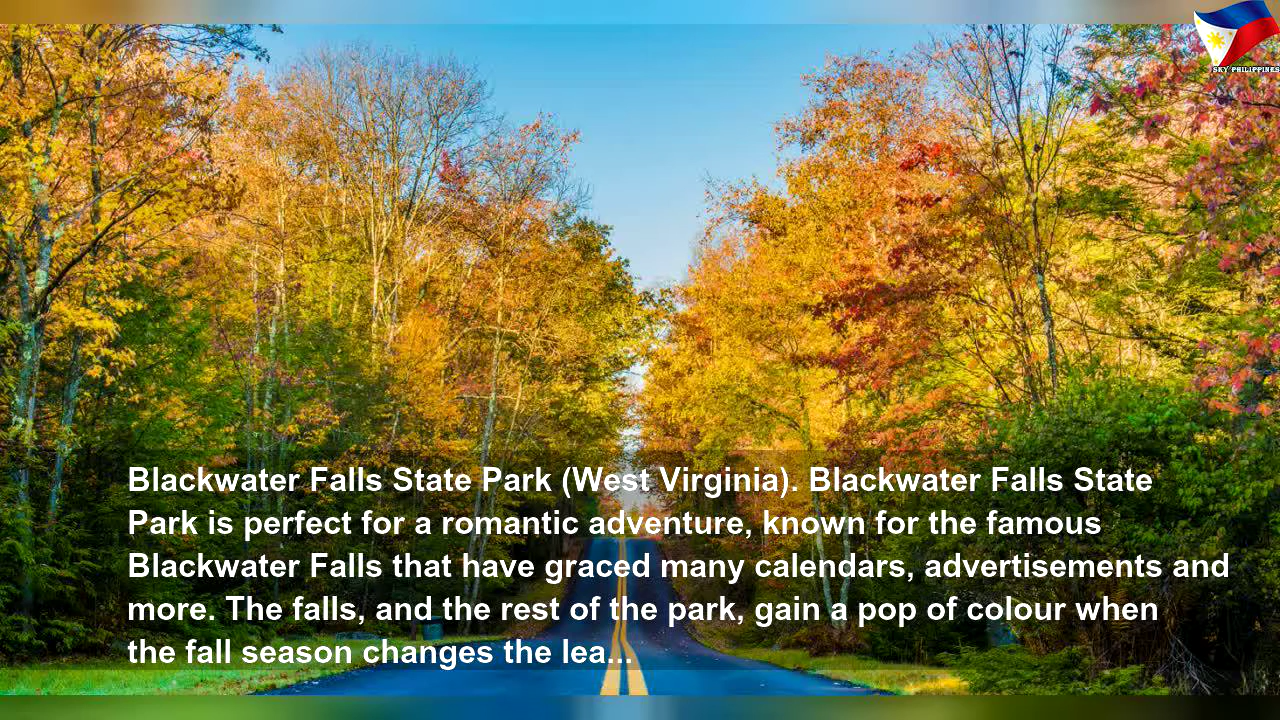 SKY PHILIPPINES
Blackwater Falls State Park (West Virginia). Blackwater Falls State
Park is perfect for a romantic adventure, known for the famous
Blackwater Falls that have graced many calendars, advertisements and
more. The falls, and the rest of the park, gain a pop of colour when
the fall season changes the lea...